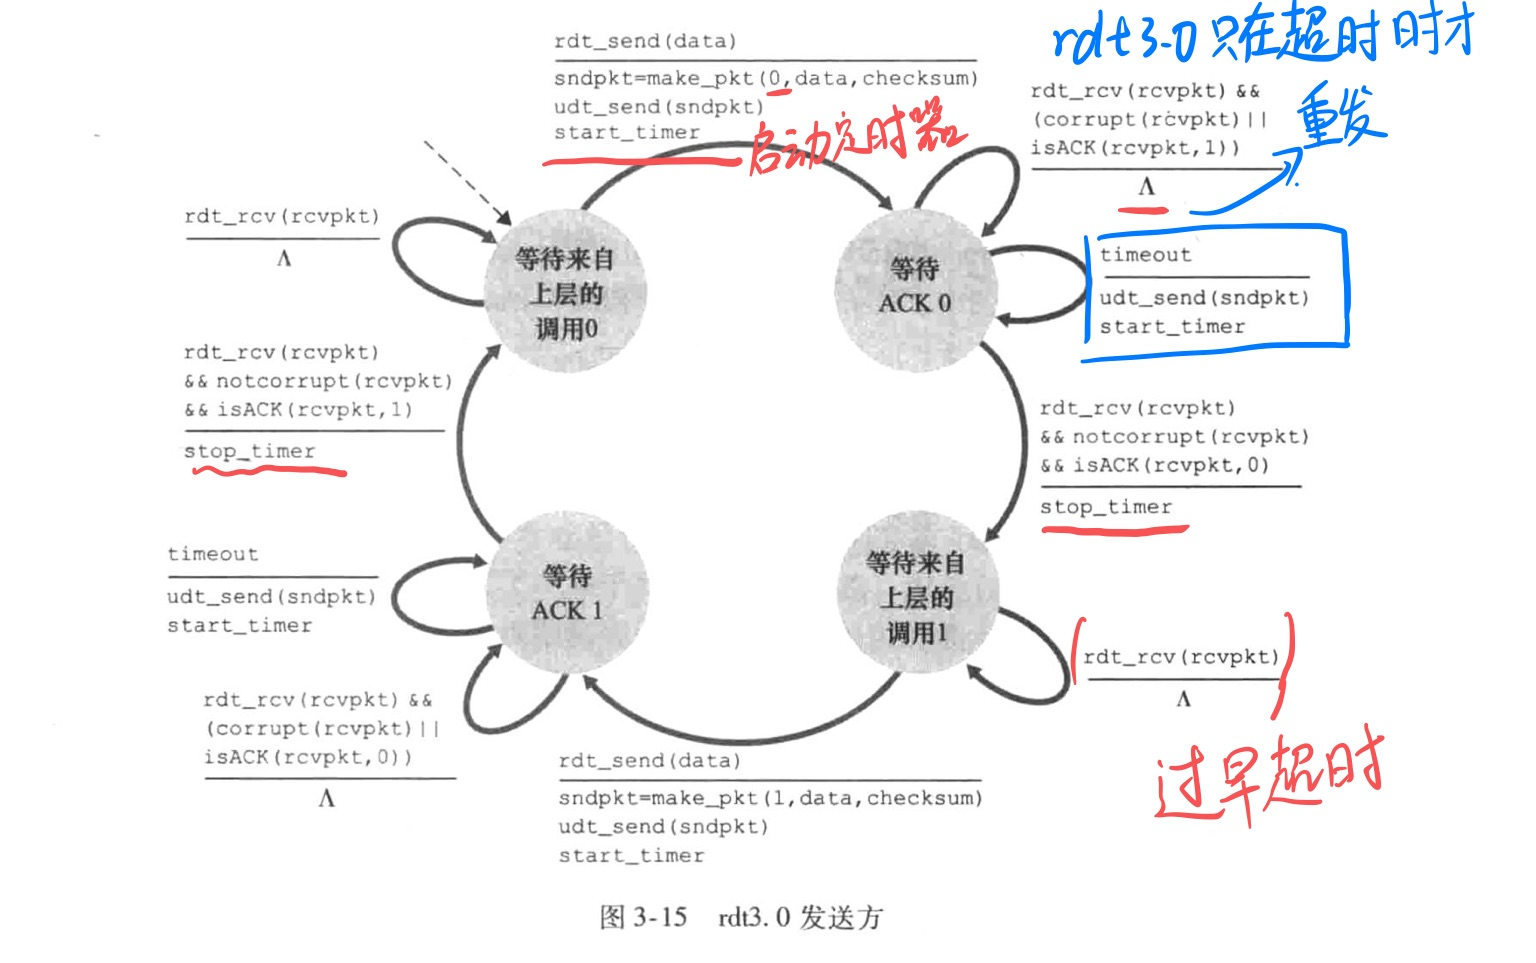 rdt_send(data)
sndpkt=make_pkt(0,data,checksum)
udt_send(sndpkt)
start_timer
启动定时器
rdt3.0只在超时时才
重发
rdt_rcv(rcvpkt) &&
(corrupt(rcvpkt)||
isACK(rcvpkt,1))
Λ
rdt_rcv(rcvpkt)
Λ
等待来自
上层的
调用0
等待
ACK 0
timeout
udt_send(sndpkt)
start_timer
rdt_rcv(rcvpkt)
&& notcorrupt(rcvpkt)
&& isACK(rcvpkt,1)
stop_timer
rdt_rcv(rcvpkt)
&& notcorrupt(rcvpkt)
&& isACK(rcvpkt,0)
stop_timer
timeout
udt_send(sndpkt)
start_timer
等待
ACK 1
等待来自
上层的
调用1
rdt_rcv(rcvpkt)
Λ
过早超时
rdt_rcv(rcvpkt) &&
(corrupt(rcvpkt)||
isACK(rcvpkt,0))
Λ
rdt_send(data)
sndpkt=make_pkt(1,data,checksum)
udt_send(sndpkt)
start_timer
图 3-15 rdt3.0 发送方